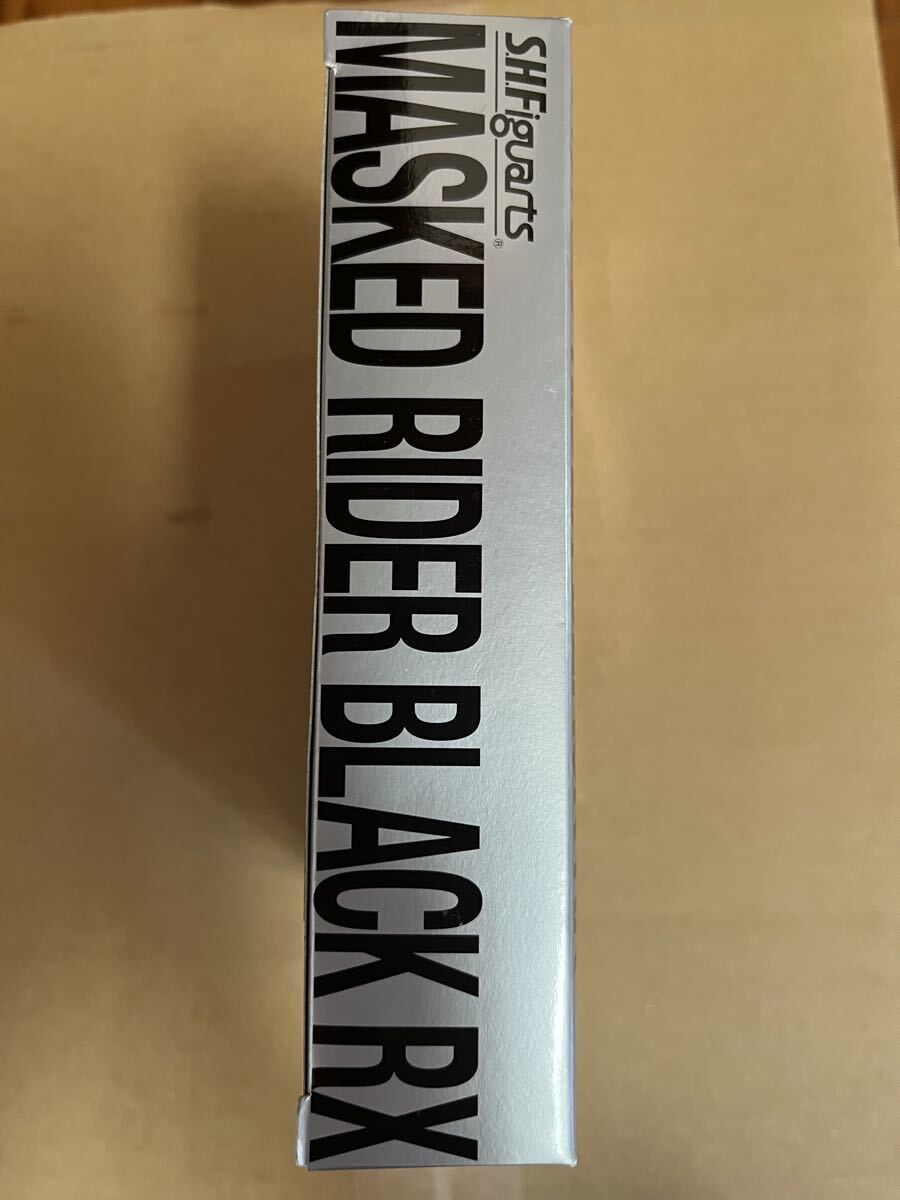 S.H.Figuarts®
MASKED RIDER BLACK RX